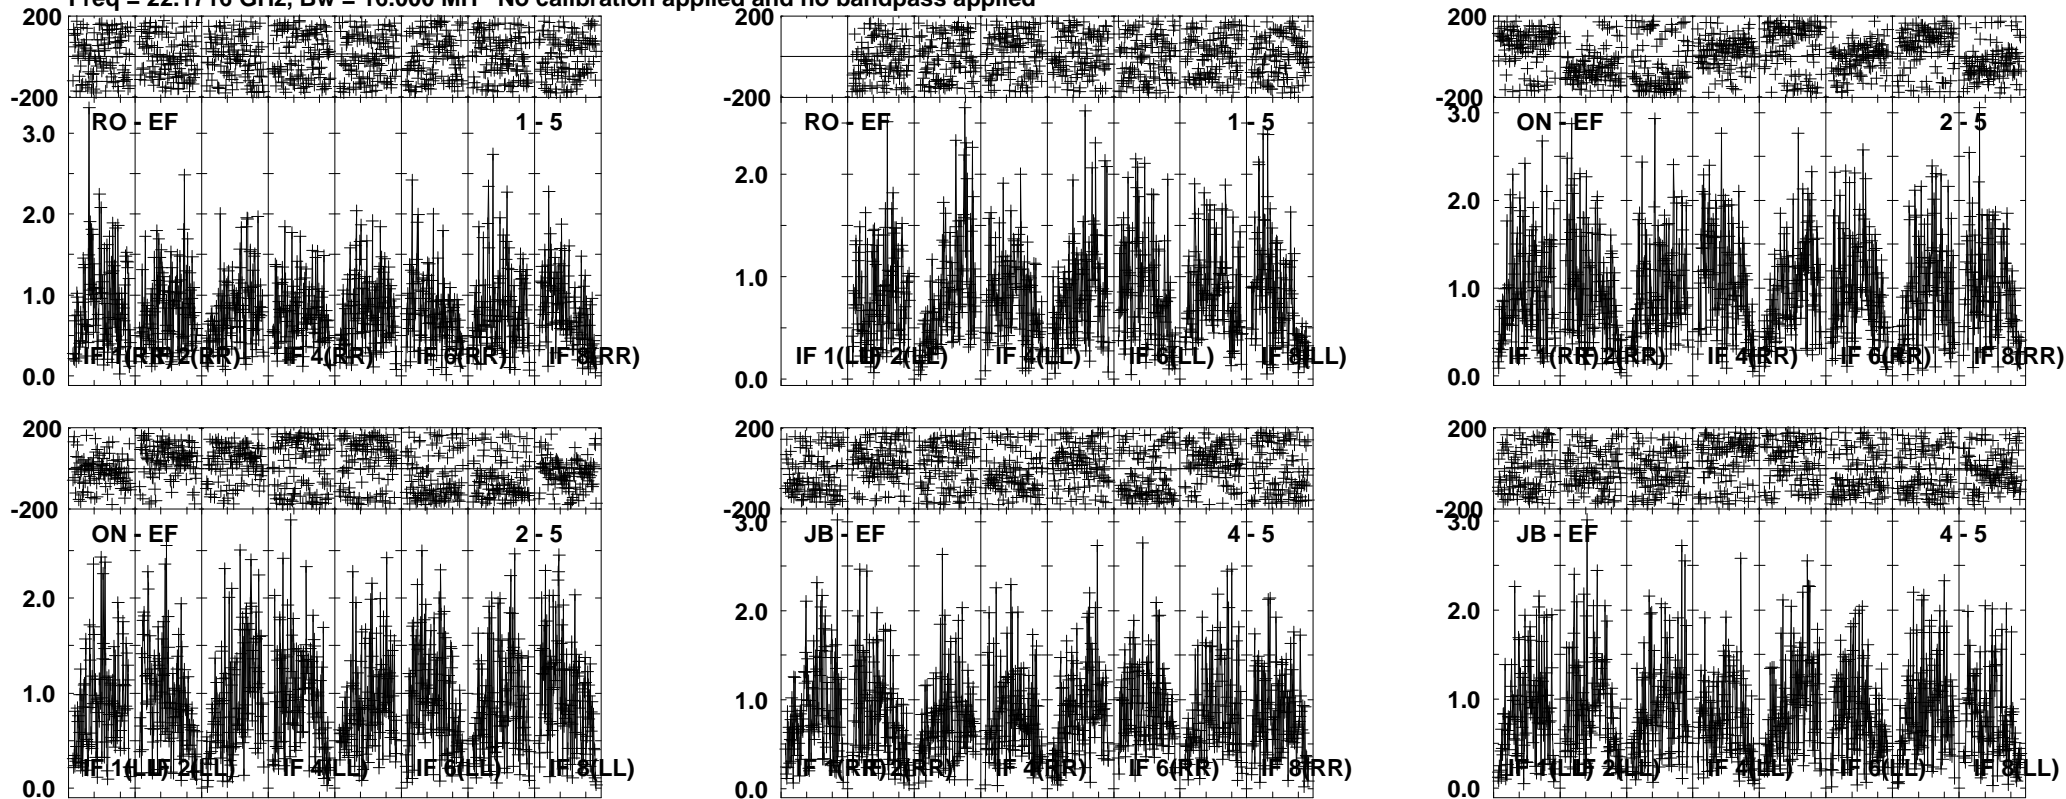 Freq = 22.1716 GHz, Bw = 16.000 MH No calibration applied and no bandpass applied
200
-200
RO - EF
1 - 5
3.0
2.0
1.0
0.0
IF 1(RR) 2(RR) IF 4(RR) IF 6(RR) IF 8(RR)
200
-200
RO - EF
1 - 5
2.0
1.0
0.0
IF 1(LL) 2(LL) IF 4(LL) IF 6(LL) IF 8(LL)
200
-200
3.0
ON - EF
2 - 5
2.0
1.0
0.0
IF 1(RR) 2(RR) IF 4(RR) IF 6(RR) IF 8(RR)
200
-200
ON - EF
2 - 5
2.0
1.0
0.0
IF 1(LL) IF 2(LL) IF 4(LL) IF 6(LL) IF 8(LL)
200
-200
3.0
JB - EF
4 - 5
2.0
1.0
0.0
IF 1(RR) 2(RR) IF 4(RR) IF 6(RR) IF 8(RR)
200
-200
3.0
JB - EF
4 - 5
2.0
1.0
0.0
IF 1(LL) IF 2(LL) IF 4(LL) IF 6(LL) IF 8(LL)